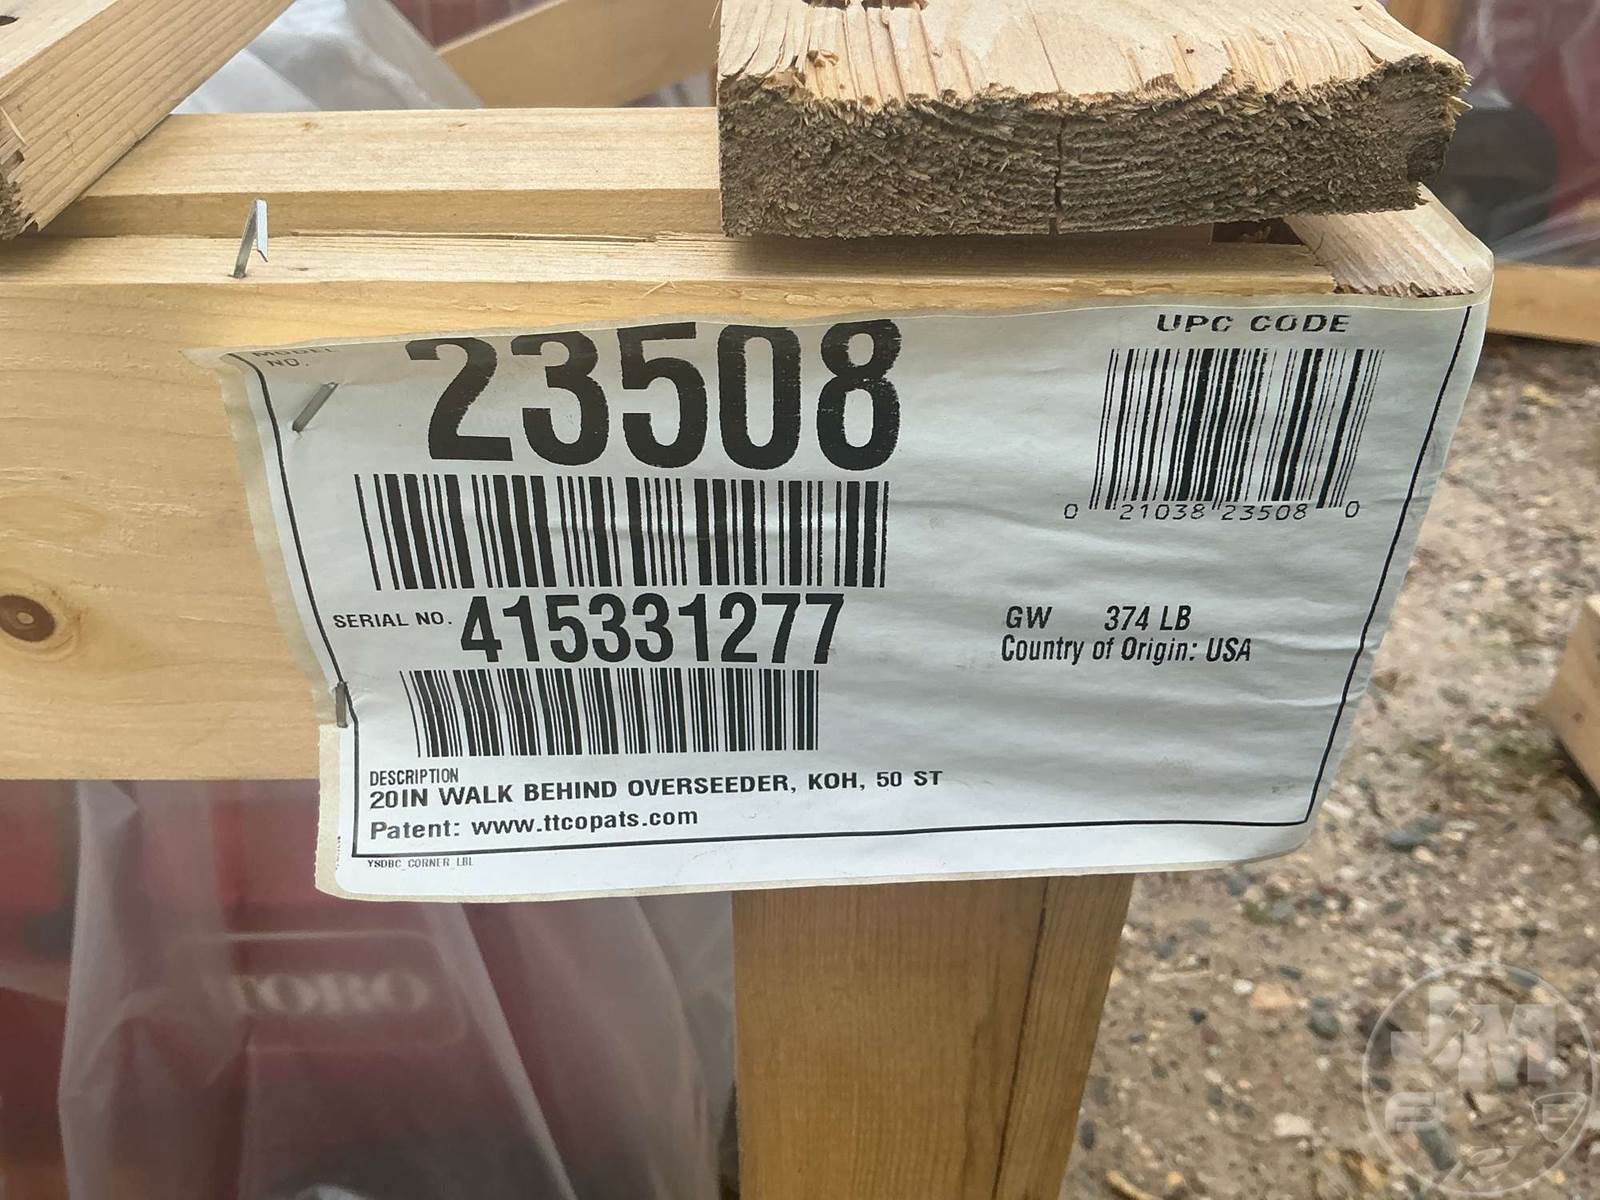 MODEL
NO.
23508
UPC CODE
0 21038 23508 0
SERIAL NO. 415331277
GW 374 LB
Country of Origin: USA
DESCRIPTION
20IN WALK BEHIND OVERSEEDER, KOH, 50 ST
Patent: www.ttcopats.com
YSDBC_CORNER_LBL
TORO
JM